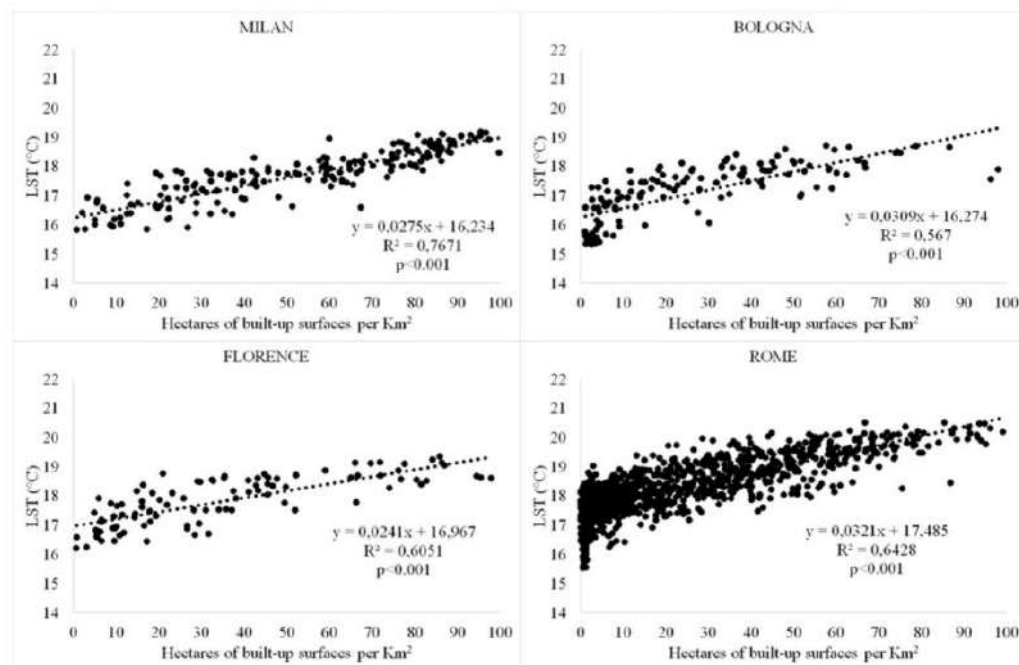 MILAN
LST (°C)
22
21
20
19
18
17
16
15
14
y = 0,0275x + 16,234
R² = 0,7671
p<0.001
0 10 20 30 40 50 60 70 80 90 100
Hectares of built-up surfaces per Km²
BOLOGNA
LST (°C)
22
21
20
19
18
17
16
15
14
y = 0,0309x + 16,274
R² = 0,567
p<0.001
0 10 20 30 40 50 60 70 80 90 100
Hectares of built-up surfaces per Km²
FLORENCE
LST (°C)
22
21
20
19
18
17
16
15
14
y = 0,0241x + 16,967
R² = 0,6051
p<0.001
0 10 20 30 40 50 60 70 80 90 100
Hectares of built-up surfaces per Km²
ROME
LST (°C)
22
21
20
19
18
17
16
15
14
y = 0,0321x + 17,485
R² = 0,6428
p<0.001
0 10 20 30 40 50 60 70 80 90 100
Hectares of built-up surfaces per Km²